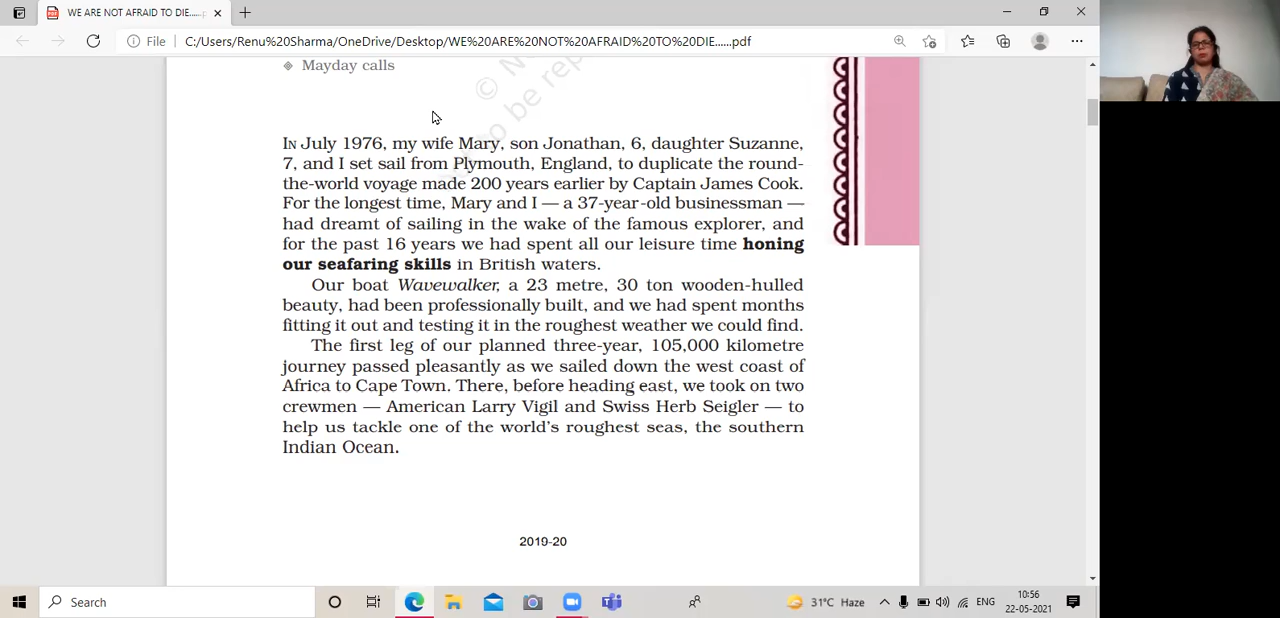 WE ARE NOT AFRAID TO DIE.....p
File C:/Users/Renu%20Sharma/OneDrive/Desktop/WE%20ARE%20NOT%20AFRAID%20TO%20DIE......pdf
Mayday calls
IN July 1976, my wife Mary, son Jonathan, 6, daughter Suzanne,
7, and I set sail from Plymouth, England, to duplicate the round-
the-world voyage made 200 years earlier by Captain James Cook.
For the longest time, Mary and I — a 37-year-old businessman —
had dreamt of sailing in the wake of the famous explorer, and
for the past 16 years we had spent all our leisure time honing
our seafaring skills in British waters.
Our boat Wavewalker, a 23 metre, 30 ton wooden-hulled
beauty, had been professionally built, and we had spent months
fitting it out and testing it in the roughest weather we could find.
The first leg of our planned three-year, 105,000 kilometre
journey passed pleasantly as we sailed down the west coast of
Africa to Cape Town. There, before heading east, we took on two
crewmen — American Larry Vigil and Swiss Herb Seigler — to
help us tackle one of the world's roughest seas, the southern
Indian Ocean.
2019-20
Search
31°C Haze
ENG
10:56
22-05-2021